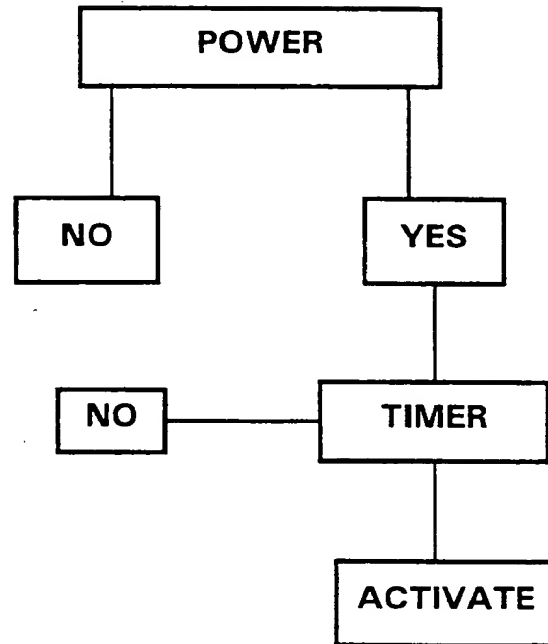 POWER
NO
YES
NO
TIMER
ACTIVATE